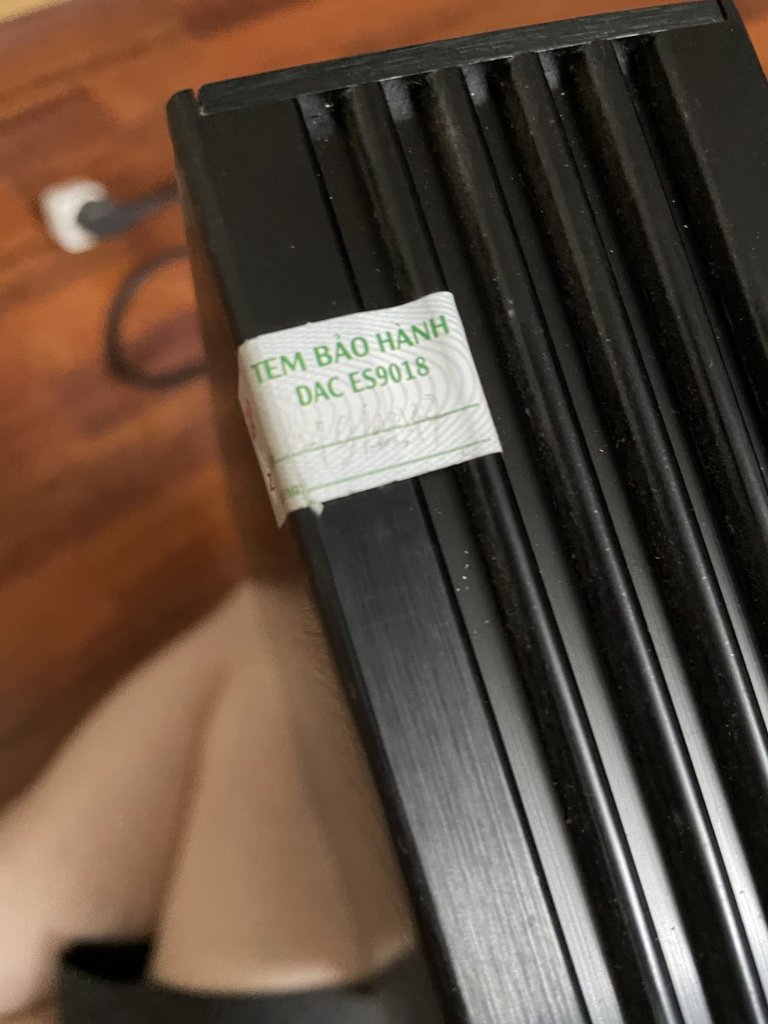 TEM BẢO HÀNH
DAC ES9018